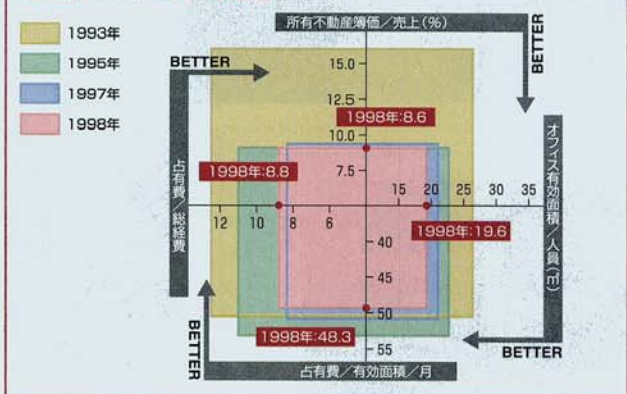 所有不動産簿価／売上(％)
1993年
1995年
1997年
1998年
BETTER
BETTER
15.0
12.5
10.0
7.5
1998年:8.6
1998年:8.8
占有費／総経費
オフィス有効面積／人員(㎡)
15 20 25 30 35
12 10 8 6
1998年:19.6
40
45
50
55
1998年:48.3
BETTER
BETTER
占有費／有効面積／月